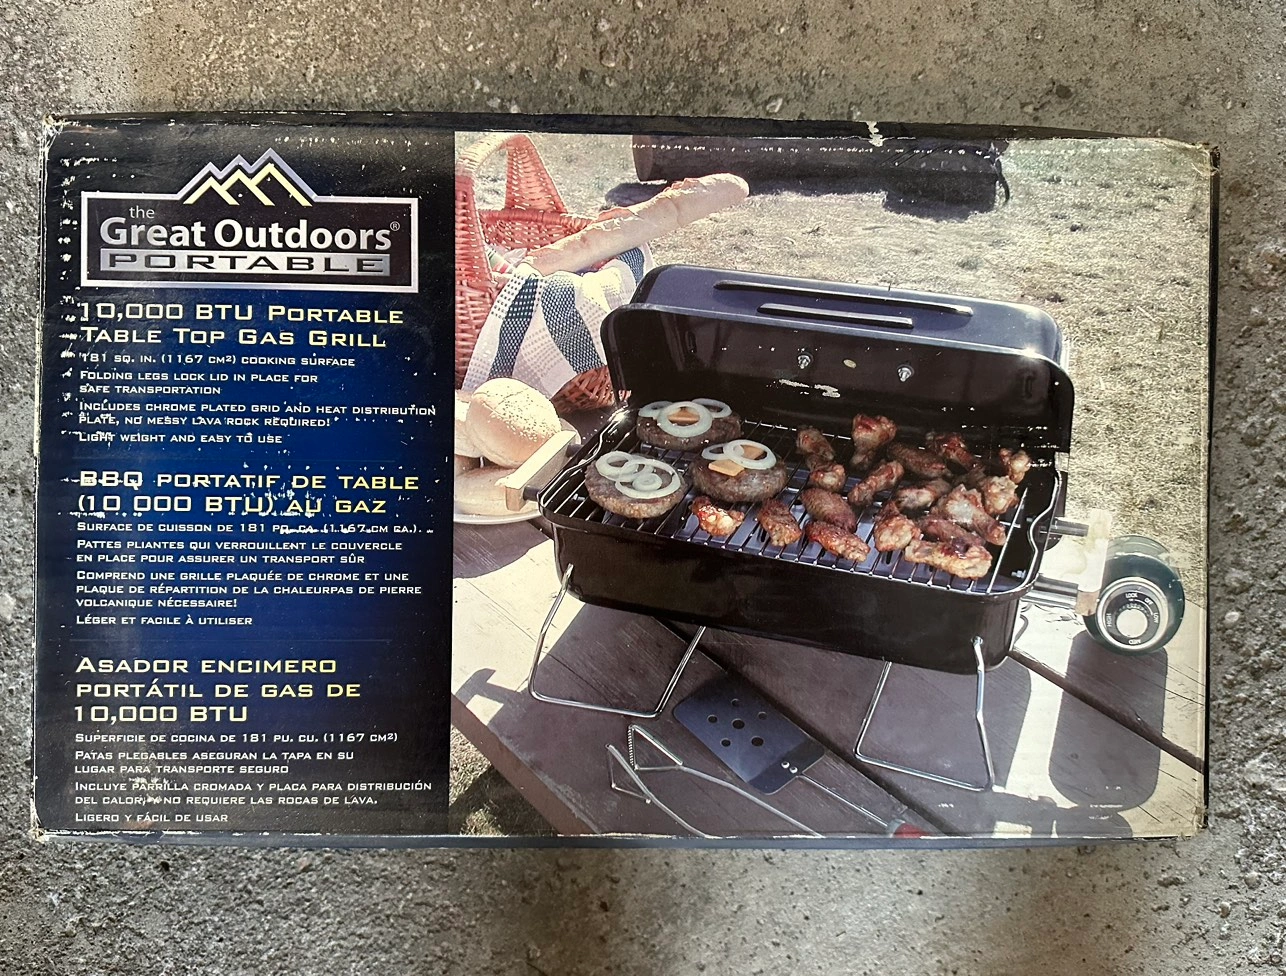 the
Great Outdoors®
PORTABLE
10,000 BTU PORTABLE
TABLE TOP GAS GRILL
181 SQ. IN. (1167 CM²) COOKING SURFACE
FOLDING LEGS LOCK LID IN PLACE FOR
SAFE TRANSPORTATION
INCLUDES CHROME PLATED GRID AND HEAT DISTRIBUTION
PLATE, NO MESSY LAVA ROCK REQUIRED!
LIGHT WEIGHT AND EASY TO USE
BBQ PORTATIF DE TABLE
(10 000 BTU) AU GAZ
SURFACE DE CUISSON DE 181 PO. CA. (1.167 CM CA.).
PATTES PLIANTES QUI VERROUILLENT LE COUVERCLE
EN PLACE POUR ASSURER UN TRANSPORT SÛR
COMPREND UNE GRILLE PLAQUÉE DE CHROME ET UNE
PLAQUE DE RÉPARTITION DE LA CHALEURPAS DE PIERRE
VOLCANIQUE NÉCESSAIRE!
LÉGER ET FACILE À UTILISER
ASADOR ENCIMERO
PORTÁTIL DE GAS DE
10,000 BTU
SUPERFICIE DE COCINA DE 181 PU. CU. (1167 CM²)
PATAS PLEGABLES ASEGURAN LA TAPA EN SU
LUGAR PARA TRANSPORTE SEGURO
INCLUYE PARRILLA CROMADA Y PLACA PARA DISTRIBUCIÓN
DEL CALOR, Y NO REQUIERE LAS ROCAS DE LAVA.
LIGERO Y FÁCIL DE USAR
LOCK
HIGH